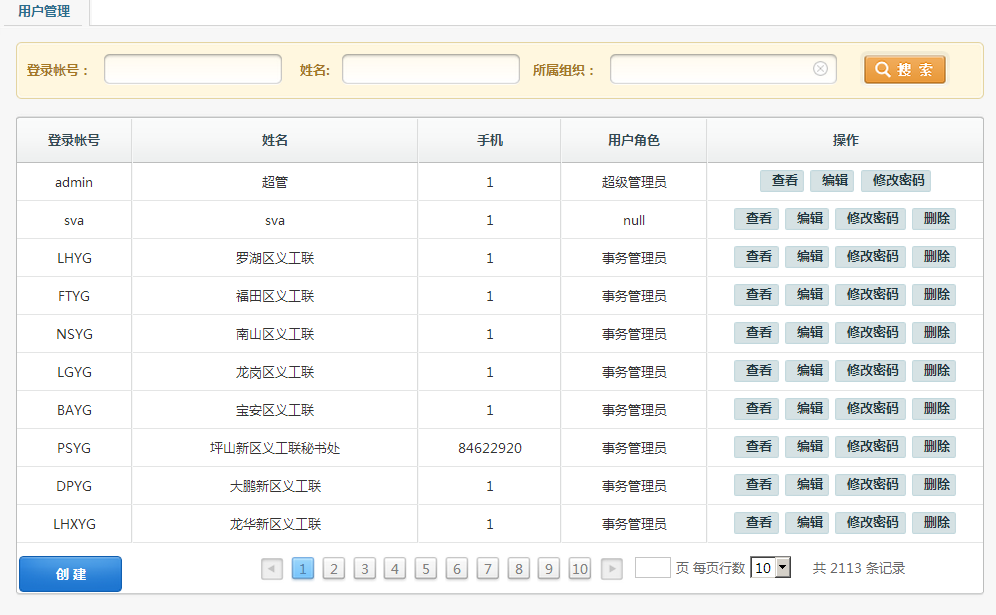 用户管理
登录帐号： 姓名: 所属组织： 搜 索
登录帐号 姓名 手机 用户角色 操作
admin 超管 1 超级管理员 查看 编辑 修改密码
sva sva 1 null 查看 编辑 修改密码 删除
LHYG 罗湖区义工联 1 事务管理员 查看 编辑 修改密码 删除
FTYG 福田区义工联 1 事务管理员 查看 编辑 修改密码 删除
NSYG 南山区义工联 1 事务管理员 查看 编辑 修改密码 删除
LGYG 龙岗区义工联 1 事务管理员 查看 编辑 修改密码 删除
BAYG 宝安区义工联 1 事务管理员 查看 编辑 修改密码 删除
PSYG 坪山新区义工联秘书处 84622920 事务管理员 查看 编辑 修改密码 删除
DPYG 大鹏新区义工联 1 事务管理员 查看 编辑 修改密码 删除
LHXYG 龙华新区义工联 1 事务管理员 查看 编辑 修改密码 删除
创 建 1 2 3 4 5 6 7 8 9 10 页 每页行数 10 共 2113 条记录